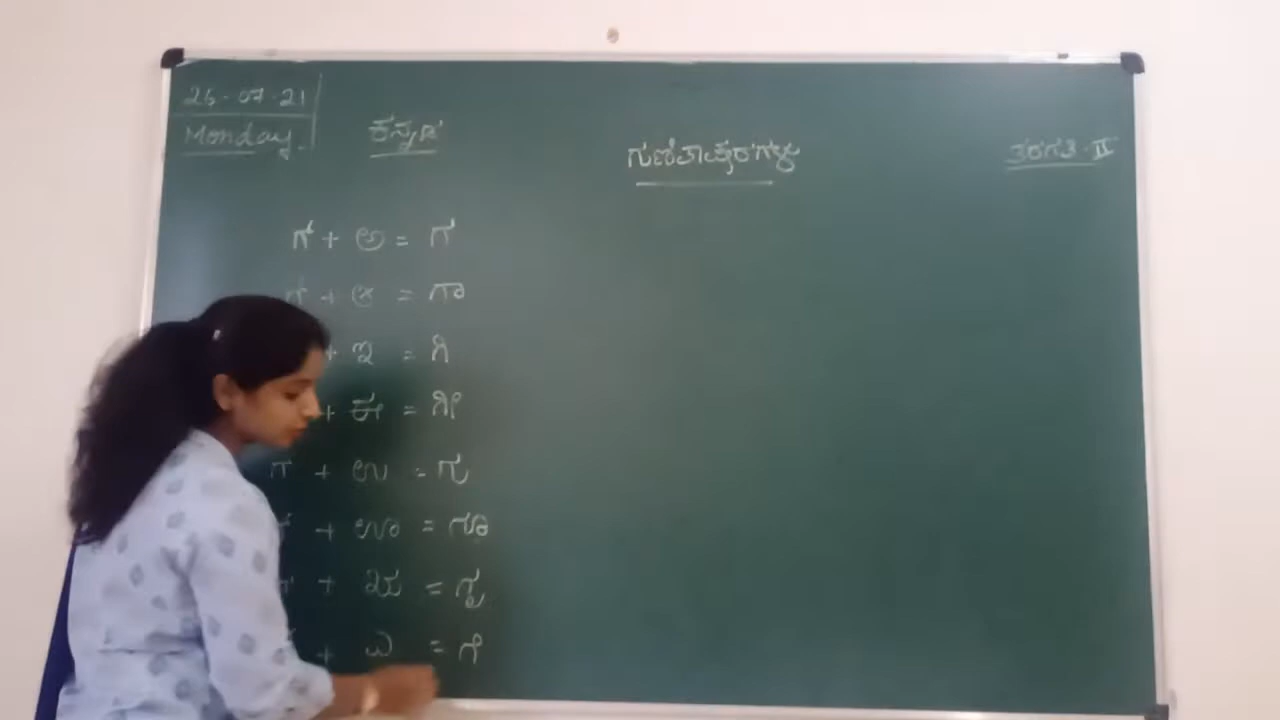 26-07-21
Monday.
ಕನ್ನಡ
ಗುಣಿತಾಕ್ಷರಗಳು
ತರಗತಿ-II
ಗ್ + ಅ = ಗ
ಗ್ + ಆ = ಗಾ
+ ಇ = ಗಿ
+ ಈ = ಗೀ
ಗ್ + ಉ = ಗು
+ ಊ = ಗೂ
+ ಋ = ಗೃ
+ ಎ = ಗೆ